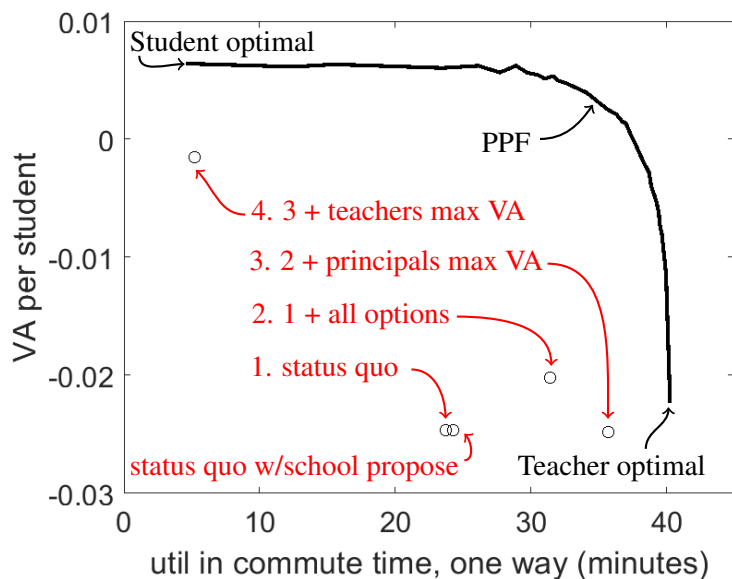 0.01
Student optimal
0
PPF
4. 3 + teachers max VA
-0.01
3. 2 + principals max VA
2. 1 + all options
-0.02
1. status quo
status quo w/school propose
Teacher optimal
-0.03
0 10 20 30 40
VA per student
util in commute time, one way (minutes)